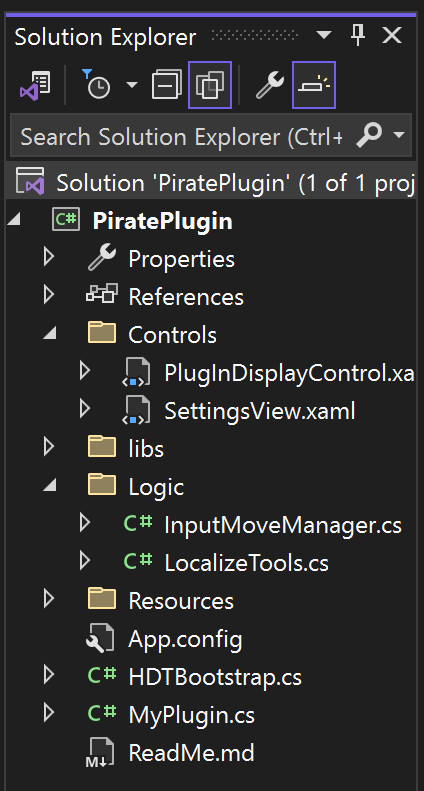 Solution Explorer
Search Solution Explorer (Ctrl+
Solution 'PiratePlugin' (1 of 1 proj
C# PiratePlugin
Properties
References
Controls
PlugInDisplayControl.xa
SettingsView.xaml
libs
Logic
C# InputMoveManager.cs
C# LocalizeTools.cs
Resources
App.config
C# HDTBootstrap.cs
C# MyPlugin.cs
M ReadMe.md